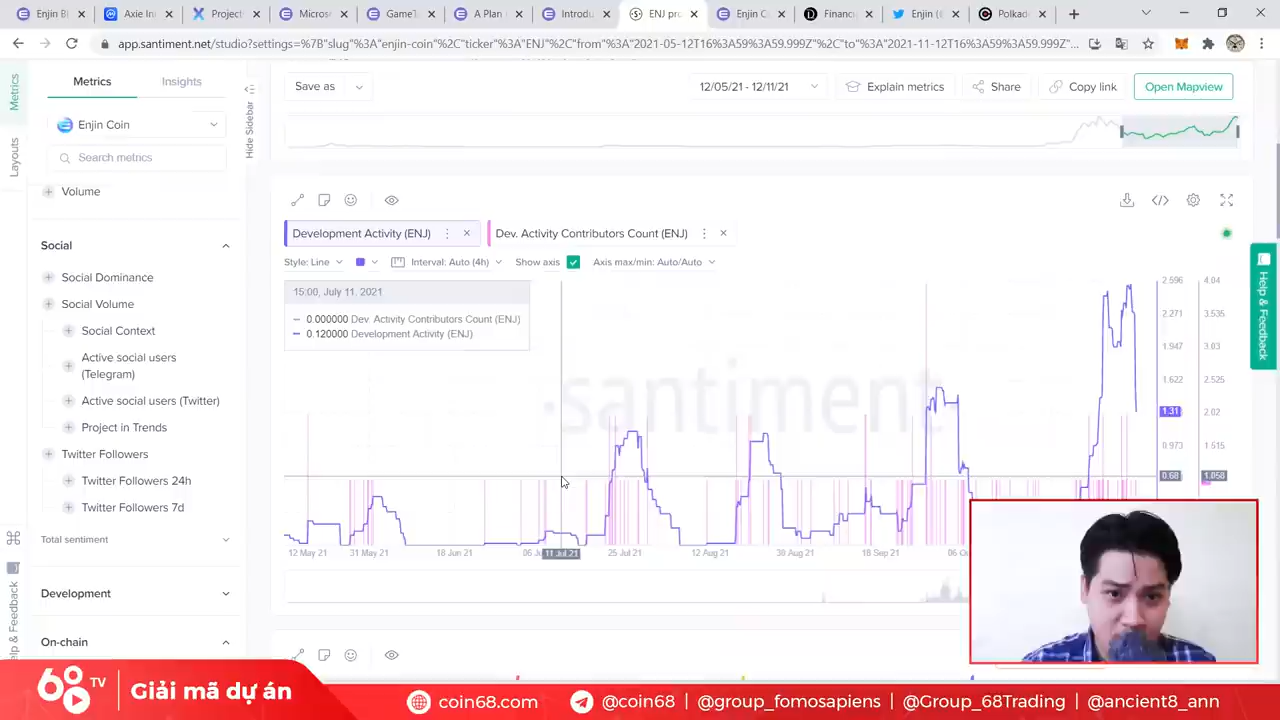 Enjin B
Axie In
Project
Micros
GameT
A Plan
Introdu
ENJ pro
Enjin C
Financ
Enjin (
Polkad
app.santiment.net/studio?settings=%7B"slug"%3A"enjin-coin"%2C"ticker"%3A"ENJ"%2C"from"%3A"2021-05-12T16%3A59%3A59.999Z"%2C"to"%3A"2021-11-12T16%3A59%3A59.999Z"%2C...
Metrics
Layouts
Help & Feedback
Metrics
Insights
Hide Sidebar
Enjin Coin
Search metrics
Volume
Social
Social Dominance
Social Volume
Social Context
Active social users
(Telegram)
Active social users (Twitter)
Project in Trends
Twitter Followers
Twitter Followers 24h
Twitter Followers 7d
Total sentiment
Development
On-chain
Save as
12/05/21 - 12/11/21
Explain metrics
Share
Copy link
Open Mapview
Development Activity (ENJ)
Dev. Activity Contributors Count (ENJ)
Style: Line
Interval: Auto (4h)
Show axis
Axis max/min: Auto/Auto
15:00, July 11. 2021
0.000000 Dev. Activity Contributors Count (ENJ)
0.120000 Development Activity (ENJ)
santiment
2.596 4.04
2.271 3.535
1.947 3.03
1.622 2.525
1.31 2.02
0.973 1.515
0.68 1.058
12 May 21
31 May 21
18 Jun 21
06 Ju
11 Jul 21
25 Jul 21
12 Aug 21
30 Aug 21
18 Sep 21
06 O
Help & Feedback
68 TV
Giải mã dự án
coin68.com
@coin68
@group_fomosapiens
@Group_68Trading
@ancient8_ann